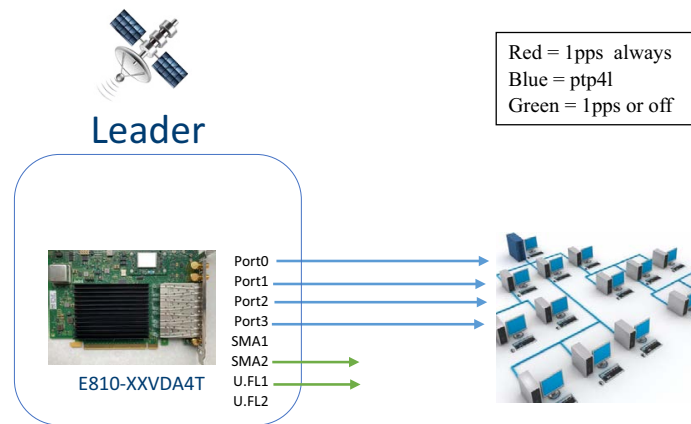 Red = 1pps  always
Blue = ptp4l
Green = 1pps or off
Leader
Port0
Port1
Port2
Port3
SMA1
SMA2
U.FL1
U.FL2
E810-XXVDA4T